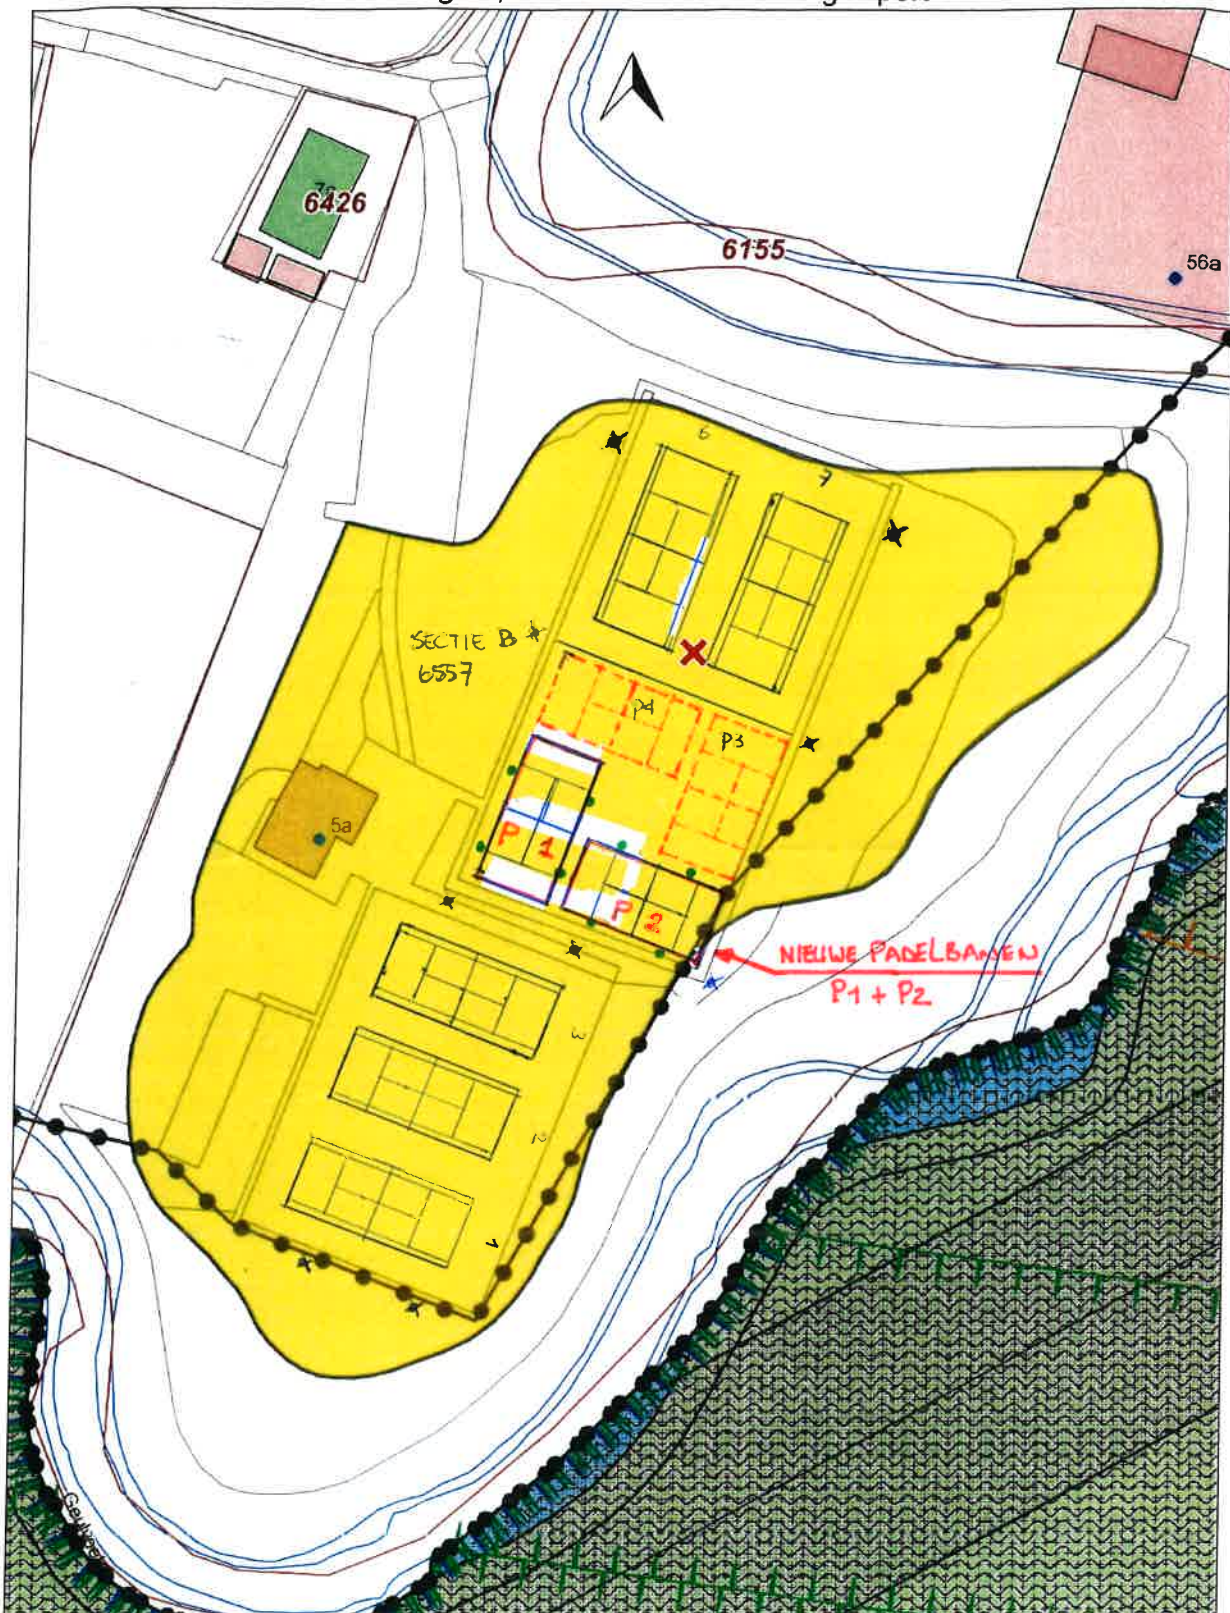 6426
6155
56a
6
7
SECTIE B
6557
P4
P3
5a
P 1
P 2
NIEUWE PADELBANEN
P1 + P2
3
2
1